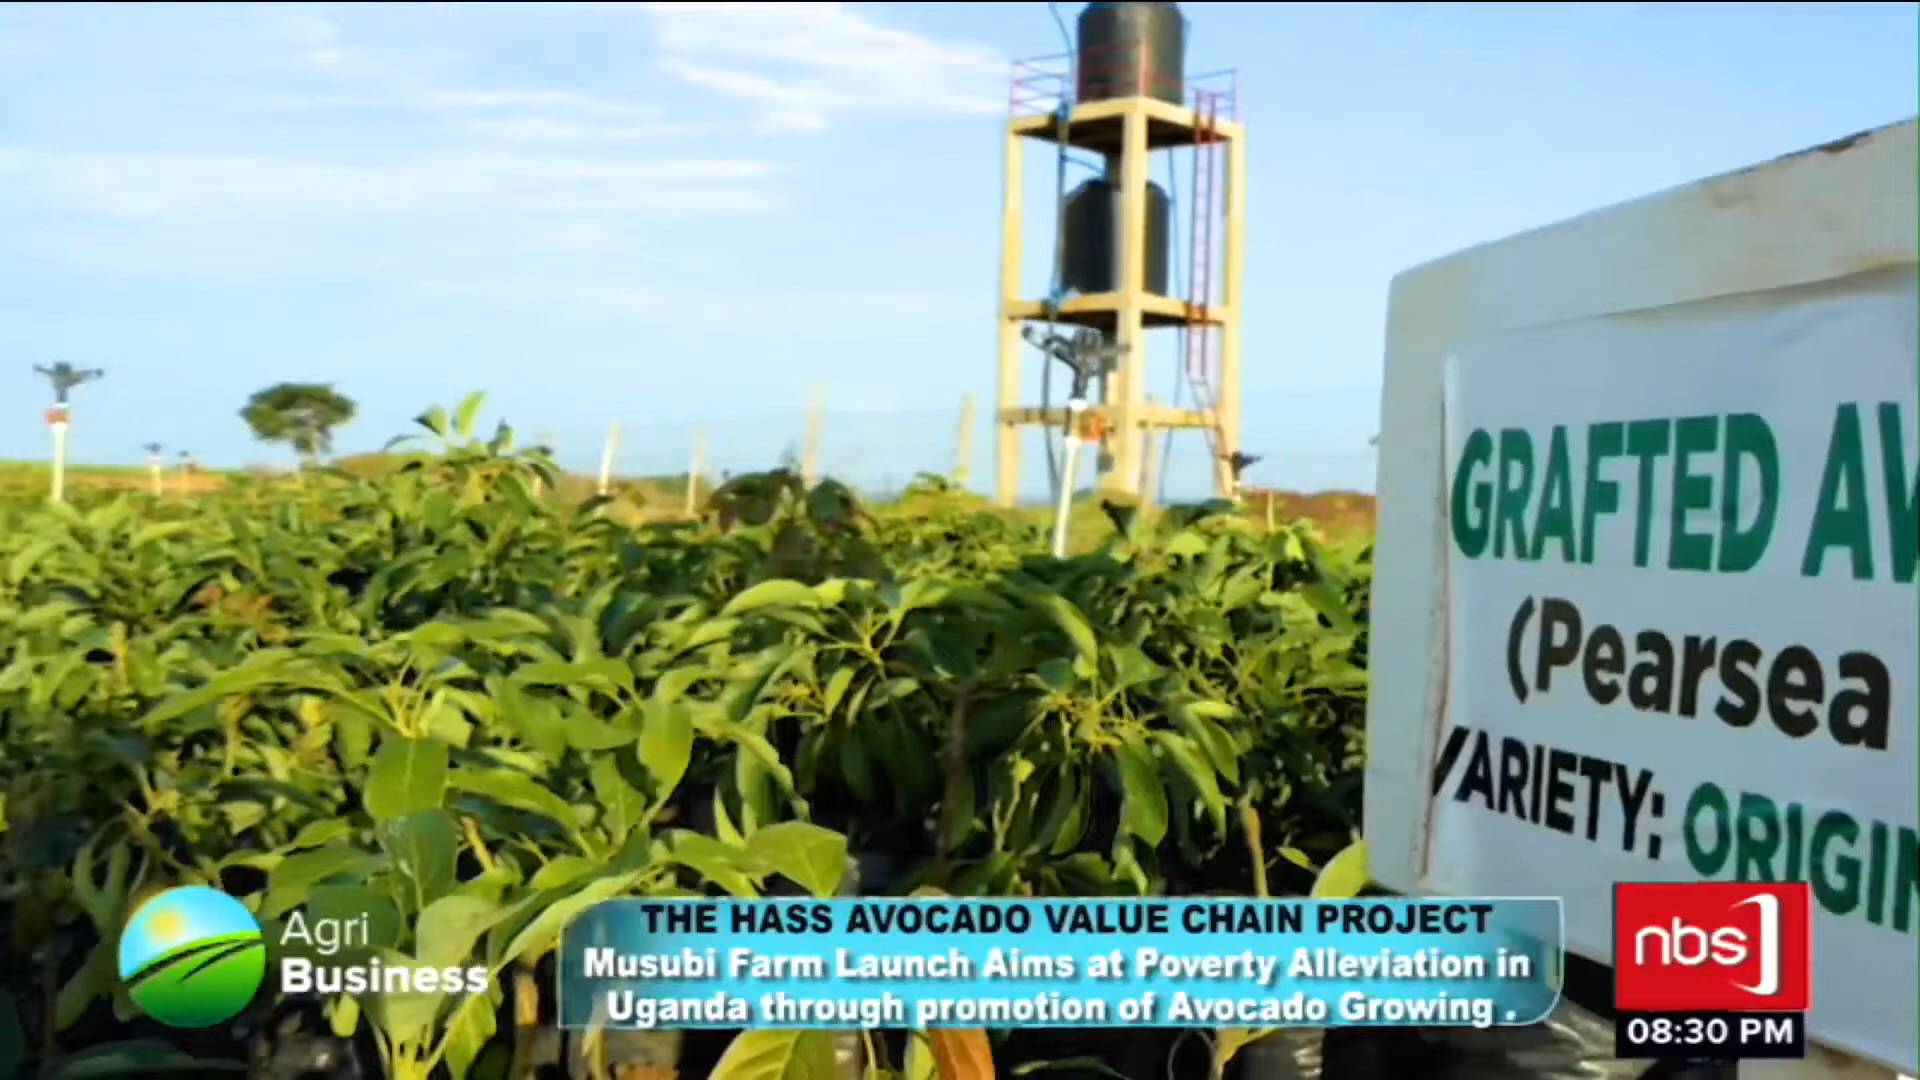 GRAFTED AV
(Pearsea
VARIETY: ORIGIN
Agri
Business
THE HASS AVOCADO VALUE CHAIN PROJECT
Musubi Farm Launch Aims at Poverty Alleviation in
Uganda through promotion of Avocado Growing .
nbs
08:30 PM